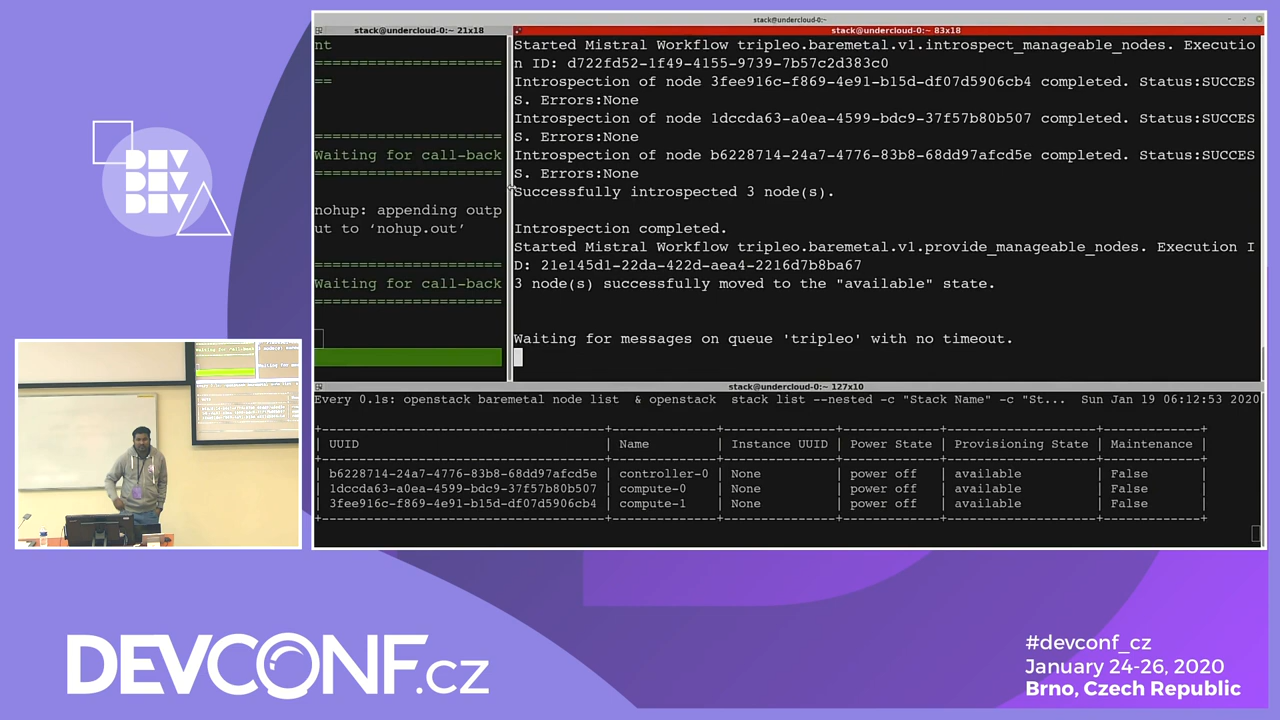 stack@undercloud-0:~
stack@undercloud-0:~ 21x18
nt
=====================
==
=====================
Waiting for call-back
=====================
nohup: appending outp
ut to ‘nohup.out’
=====================
Waiting for call-back
=====================
stack@undercloud-0:~ 83x18
Started Mistral Workflow tripleo.baremetal.v1.introspect_manageable_nodes. Executio
n ID: d722fd52-1f49-4155-9739-7b57c2d383c0
Introspection of node 3fee916c-f869-4e91-b15d-df07d5906cb4 completed. Status:SUCCES
S. Errors:None
Introspection of node 1dccda63-a0ea-4599-bdc9-37f57b80b507 completed. Status:SUCCES
S. Errors:None
Introspection of node b6228714-24a7-4776-83b8-68dd97afcd5e completed. Status:SUCCES
S. Errors:None
Successfully introspected 3 node(s).
Introspection completed.
Started Mistral Workflow tripleo.baremetal.v1.provide_manageable_nodes. Execution I
D: 21e145d1-22da-422d-aea4-2216d7b8ba67
3 node(s) successfully moved to the "available" state.
Waiting for messages on queue 'tripleo' with no timeout.
stack@undercloud-0:~ 127x10
Every 0.1s: openstack baremetal node list & openstack stack list --nested -c "Stack Name" -c "St... Sun Jan 19 06:12:53 2020
| UUID | Name | Instance UUID | Power State | Provisioning State | Maintenance |
| b6228714-24a7-4776-83b8-68dd97afcd5e | controller-0 | None | power off | available | False |
| 1dccda63-a0ea-4599-bdc9-37f57b80b507 | compute-0 | None | power off | available | False |
| 3fee916c-f869-4e91-b15d-df07d5906cb4 | compute-1 | None | power off | available | False |
DEV
DEV
DEV
DEVCONF.cz
#devconf_cz
January 24-26, 2020
Brno, Czech Republic